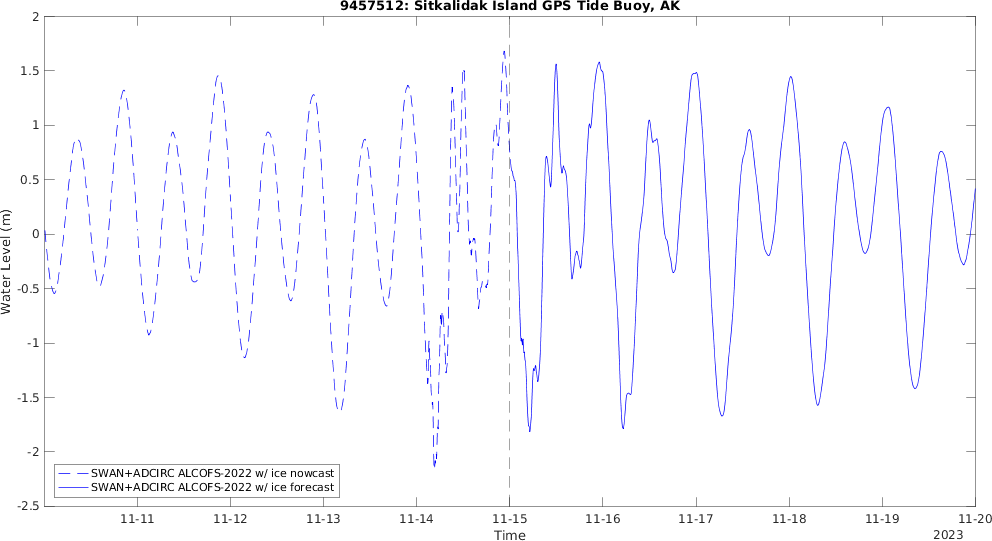 9457512: Sitkalidak Island GPS Tide Buoy, AK
2
1.5
1
0.5
0
-0.5
-1
-1.5
-2
-2.5
Water Level (m)
SWAN+ADCIRC ALCOFS-2022 w/ ice nowcast
SWAN+ADCIRC ALCOFS-2022 w/ ice forecast
11-11 11-12 11-13 11-14 11-15 11-16 11-17 11-18 11-19 11-20
Time
2023